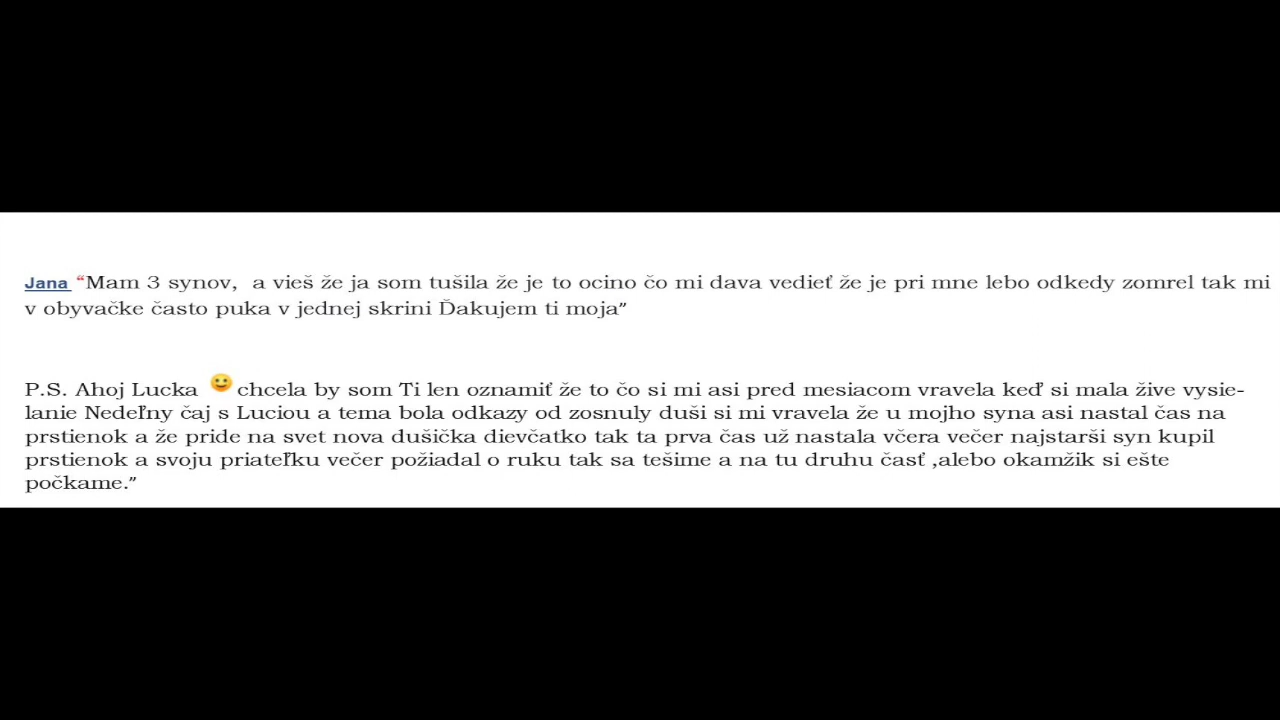 Jana “Mam 3 synov, a vieš že ja som tušila že je to ocino čo mi dava vedieť že je pri mne lebo odkedy zomrel tak mi
v obyvačke často puka v jednej skrini Ďakujem ti moja”
P.S. Ahoj Lucka 😀 chcela by som Ti len oznamiť že to čo si mi asi pred mesiacom vravela keď si mala žive vysie-
lanie Nedeľny čaj s Luciou a tema bola odkazy od zosnuly duši si mi vravela že u mojho syna asi nastal čas na
prstienok a že pride na svet nova dušička dievčatko tak ta prva čas už nastala včera večer najstarši syn kupil
prstienok a svoju priateľku večer požiadal o ruku tak sa tešime a na tu druhu časť ,alebo okamžik si ešte
počkame.”